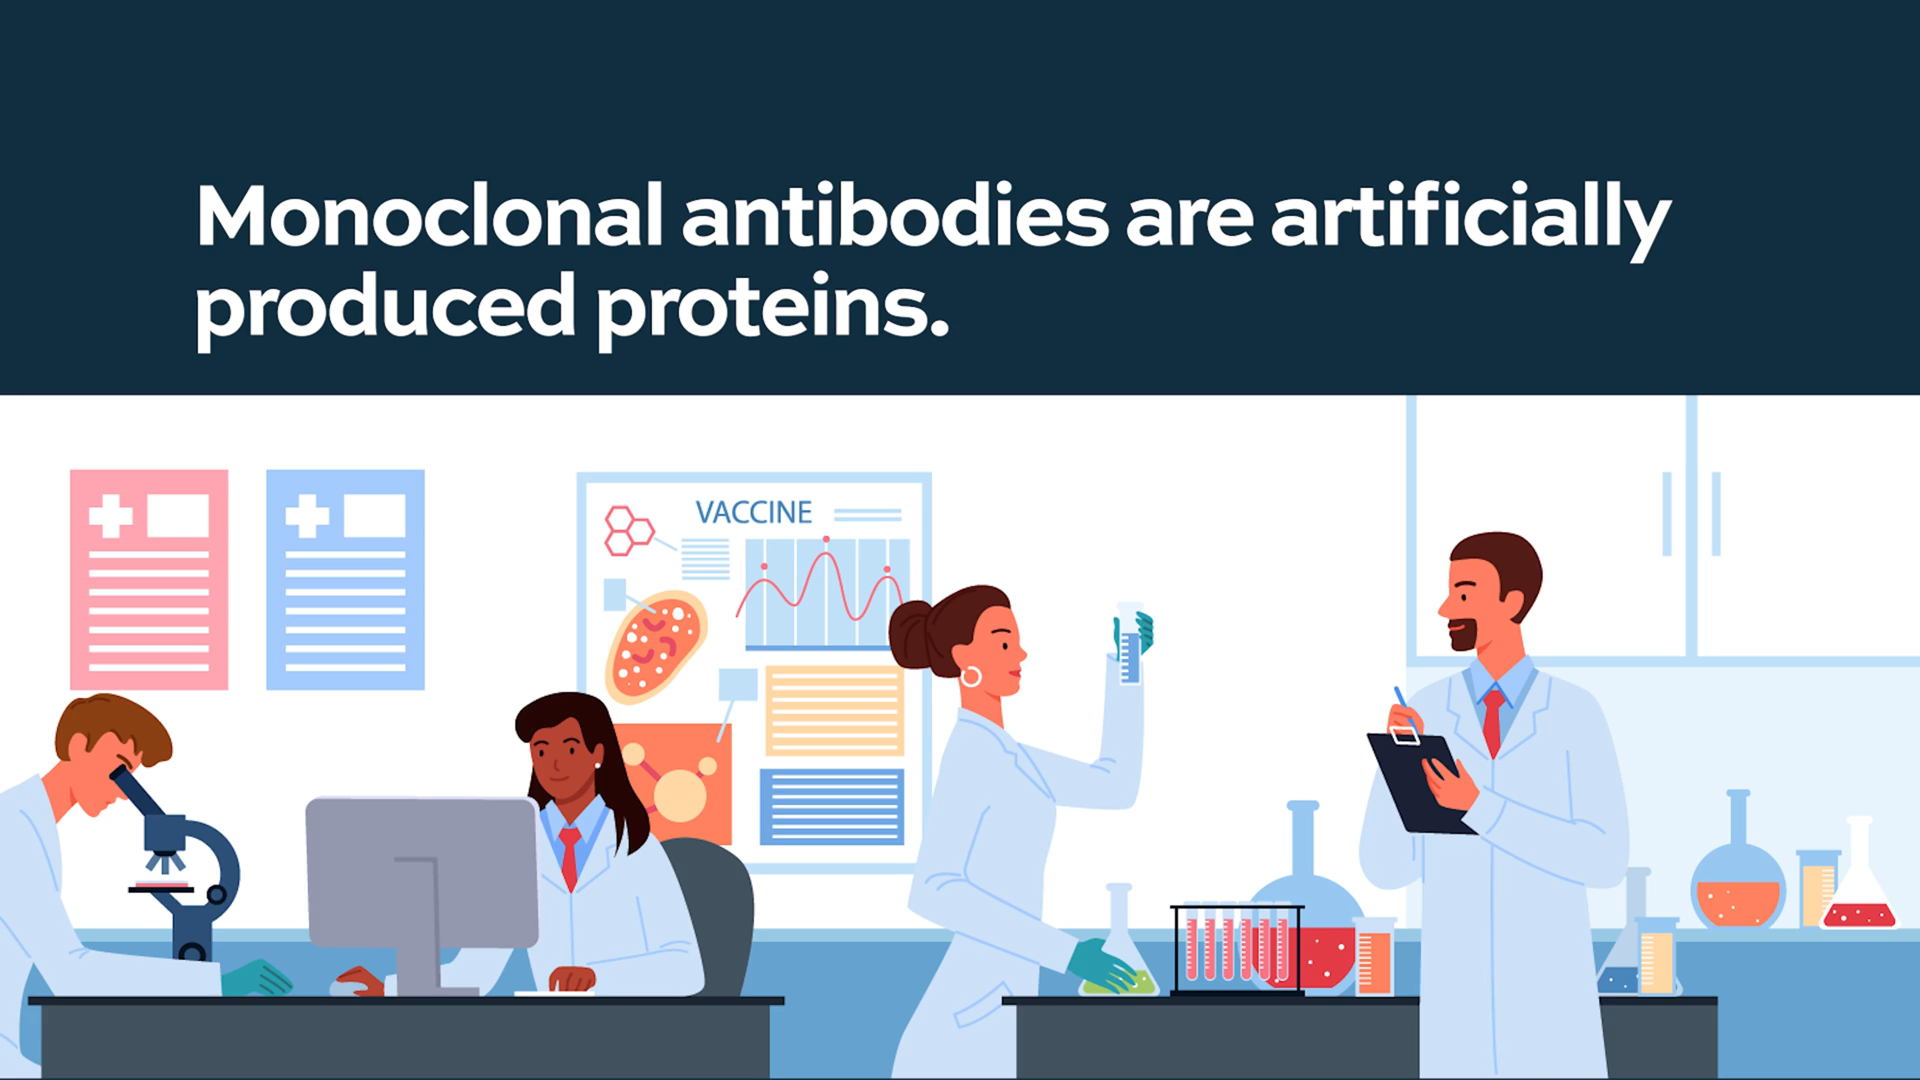 Monoclonal antibodies are artificially
produced proteins.
VACCINE